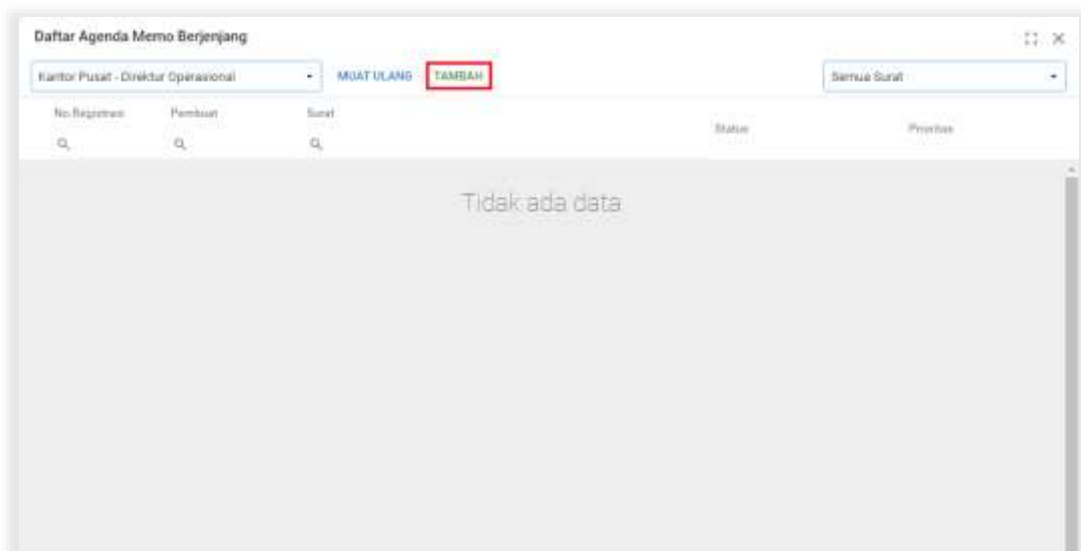 Daftar Agenda Memo Berjenjang
Kantor Pusat - Direktur Operasional MUAT ULANG TAMBAH Semua Surat
No Registrasi Pembuat Surat Status Prioritas
Tidak ada data